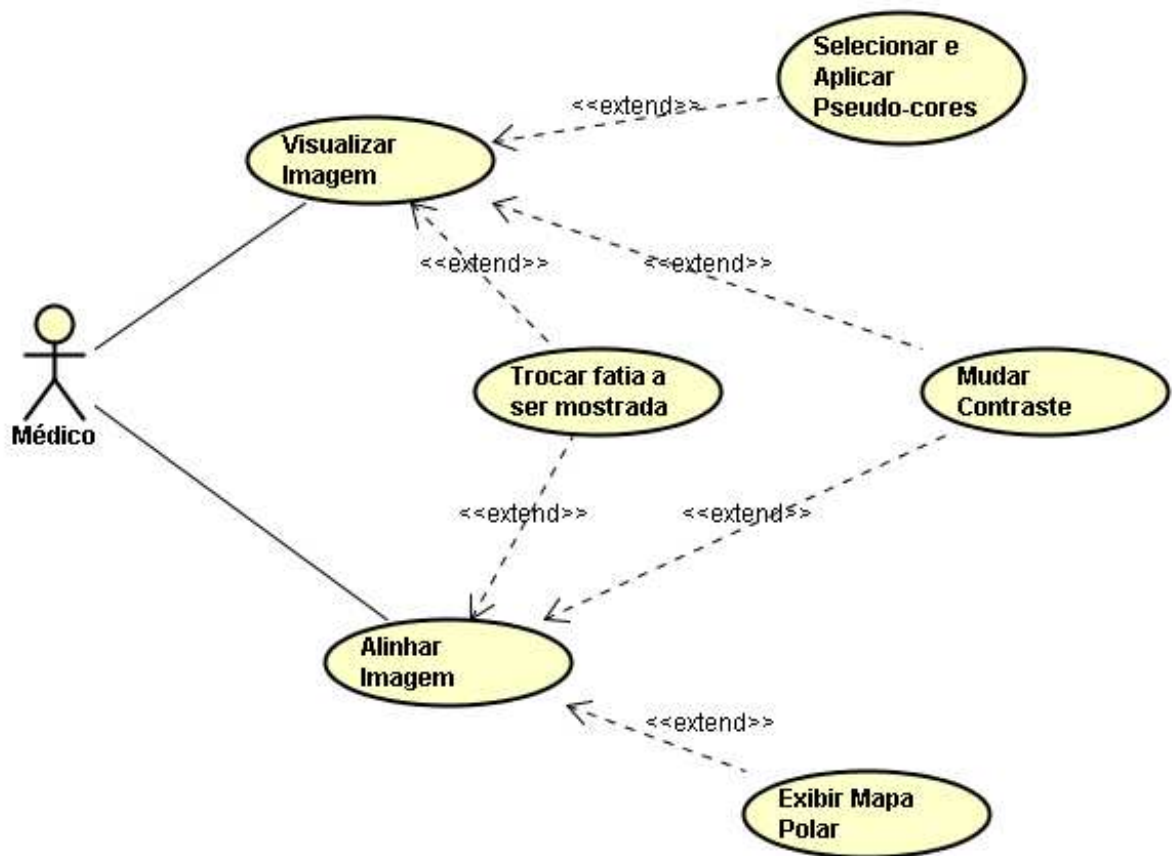 Selecionar e
Aplicar
Pseudo-cores
<<extend>>
Visualizar
Imagem
<<extend>>
<<extend>>
Trocar fatia a
ser mostrada
Mudar
Contraste
Médico
<<extend>>
<<extend>>
Alinhar
Imagem
<<extend>>
Exibir Mapa
Polar